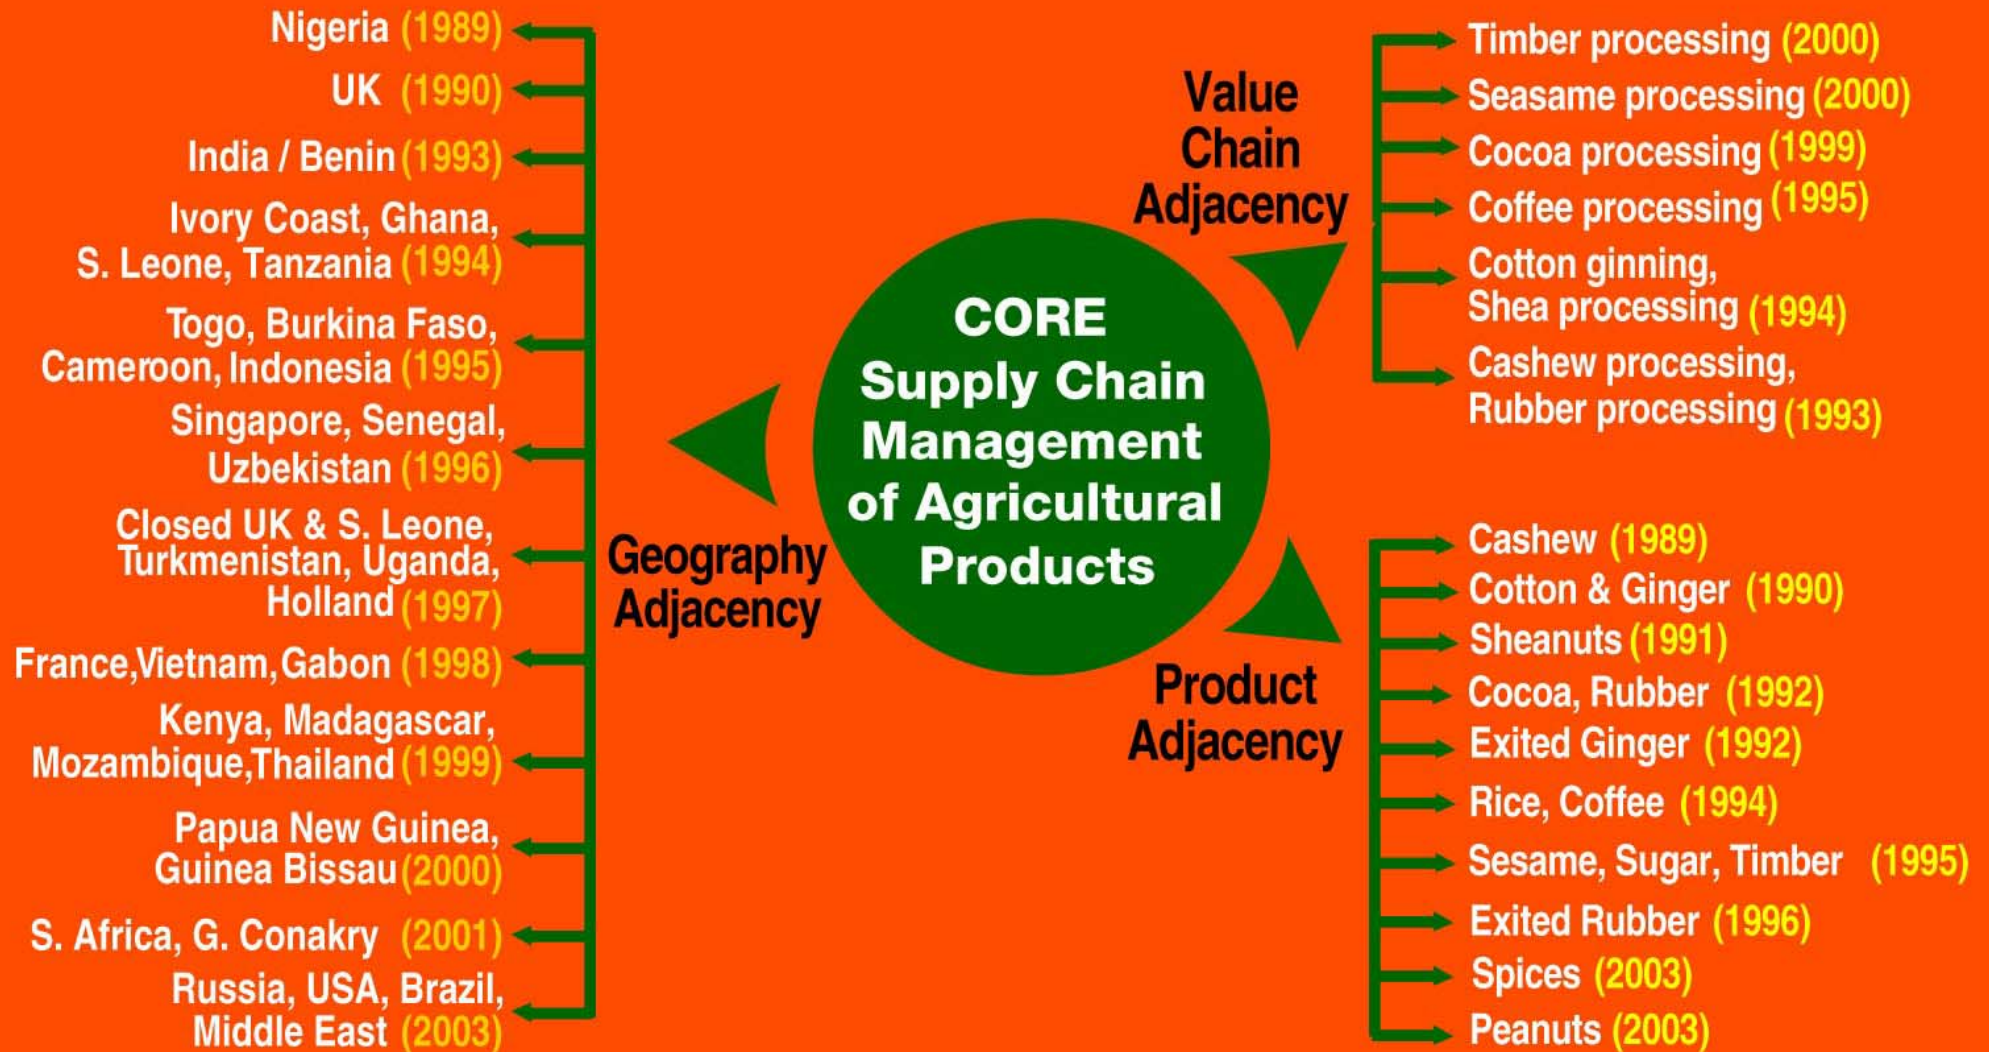 Nigeria (1989)
UK (1990)
India / Benin (1993)
Ivory Coast, Ghana,
S. Leone, Tanzania (1994)
Togo, Burkina Faso,
Cameroon, Indonesia (1995)
Singapore, Senegal,
Uzbekistan (1996)
Closed UK & S. Leone,
Turkmenistan, Uganda,
Holland (1997)
France,Vietnam,Gabon (1998)
Kenya, Madagascar,
Mozambique,Thailand (1999)
Papua New Guinea,
Guinea Bissau (2000)
S. Africa, G. Conakry (2001)
Russia, USA, Brazil,
Middle East (2003)
Geography
Adjacency
CORE
Supply Chain
Management
of Agricultural
Products
Value
Chain
Adjacency
Timber processing (2000)
Seasame processing (2000)
Cocoa processing (1999)
Coffee processing (1995)
Cotton ginning,
Shea processing (1994)
Cashew processing,
Rubber processing (1993)
Product
Adjacency
Cashew (1989)
Cotton & Ginger (1990)
Sheanuts (1991)
Cocoa, Rubber (1992)
Exited Ginger (1992)
Rice, Coffee (1994)
Sesame, Sugar, Timber (1995)
Exited Rubber (1996)
Spices (2003)
Peanuts (2003)